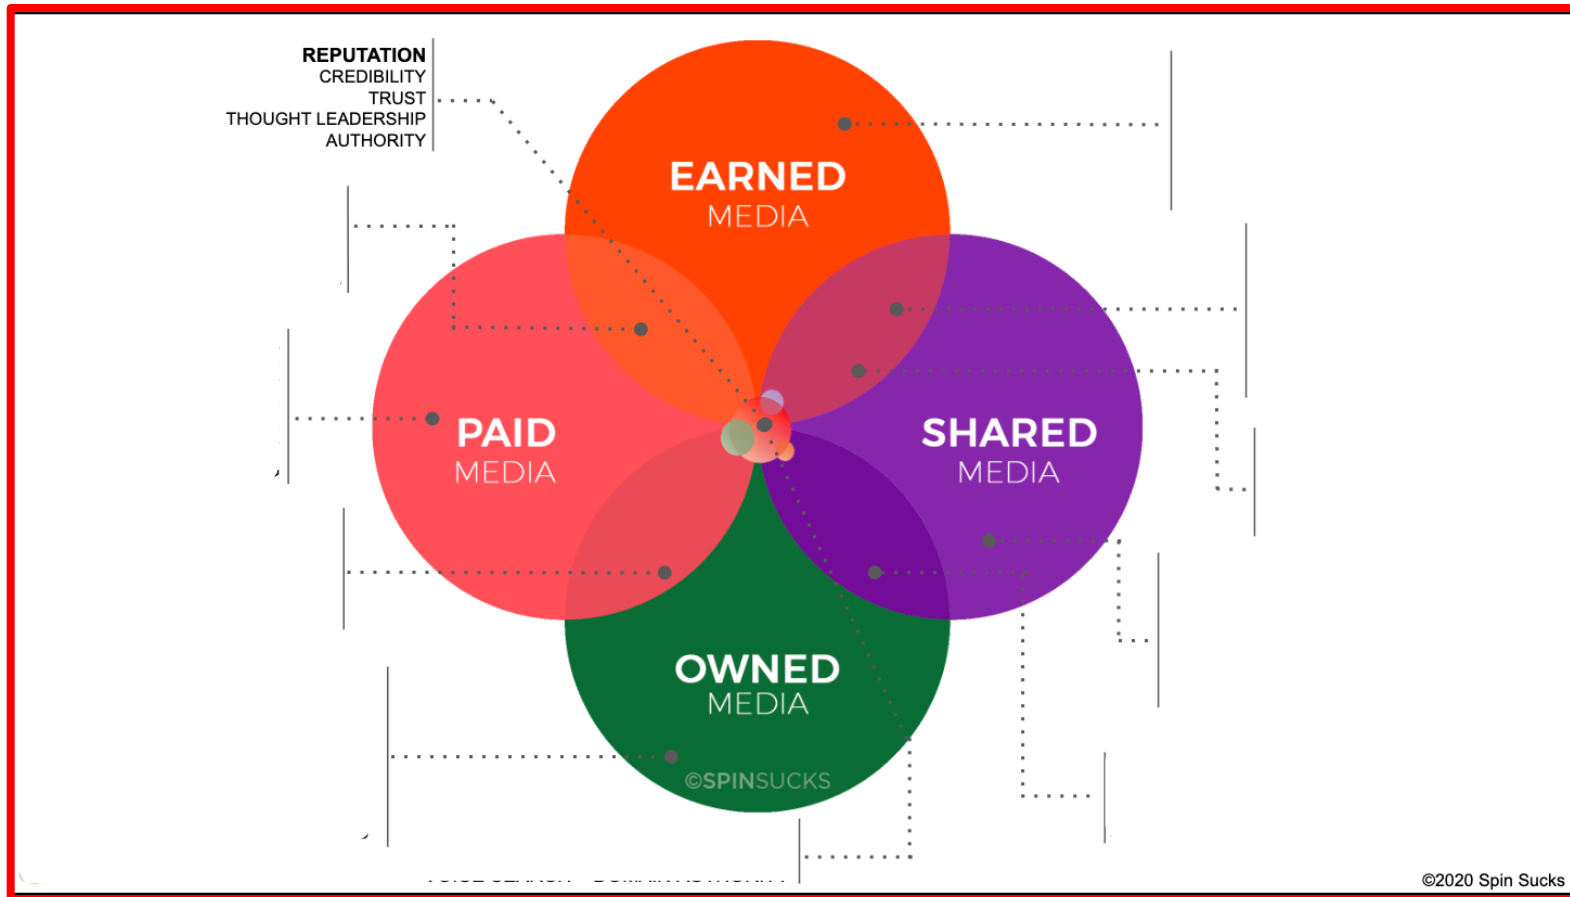 REPUTATION
CREDIBILITY
TRUST
THOUGHT LEADERSHIP
AUTHORITY
EARNED
MEDIA
PAID
MEDIA
SHARED
MEDIA
OWNED
MEDIA
©SPINSUCKS
©2020 Spin Sucks